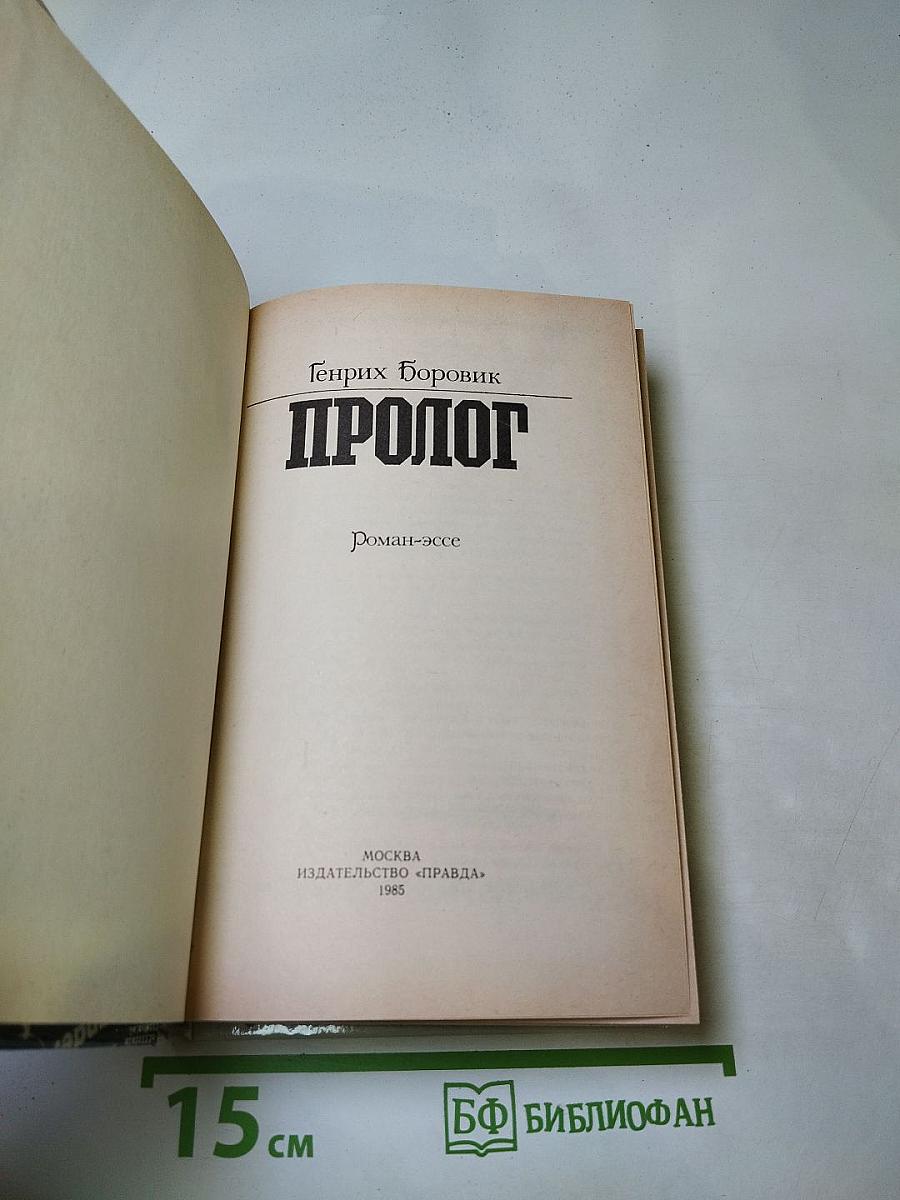 Генрих Боровик
ПРОЛОГ
Роман-эссе
МОСКВА
ИЗДАТЕЛЬСТВО «ПРАВДА»
1985
15 см
БФ БИБЛИОФАН